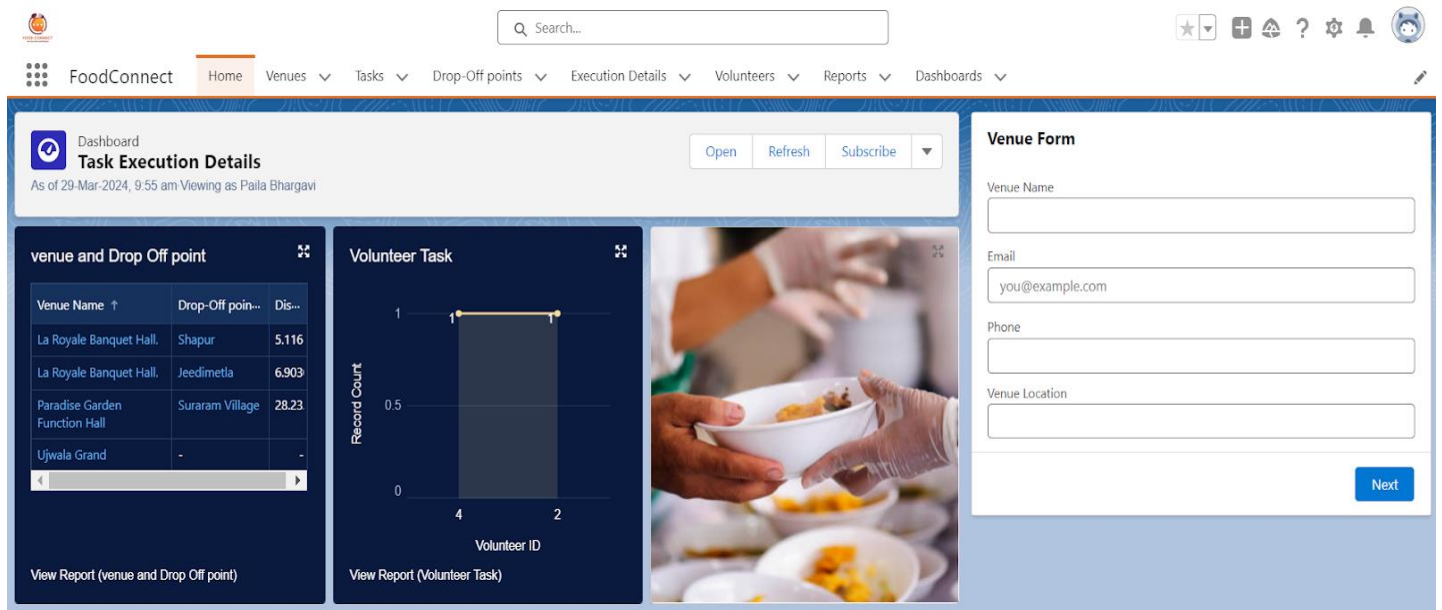 FOOD CONNECT
Search...
FoodConnect Home Venues Tasks Drop-Off points Execution Details Volunteers Reports Dashboards
Dashboard
Task Execution Details
As of 29-Mar-2024, 9:55 am·Viewing as Paila Bhargavi
Open Refresh Subscribe
venue and Drop Off point
Venue Name ↑ Drop-Off poin... Dis...
La Royale Banquet Hall. Shapur 5.116
La Royale Banquet Hall. Jeedimetla 6.903
Paradise Garden
Function Hall
Suraram Village 28.23
Ujwala Grand - -
View Report (venue and Drop Off point)
Volunteer Task
1
0.5
0
1 1
Record Count
4 2
Volunteer ID
View Report (Volunteer Task)
Venue Form
Venue Name
Email
you@example.com
Phone
Venue Location
Next